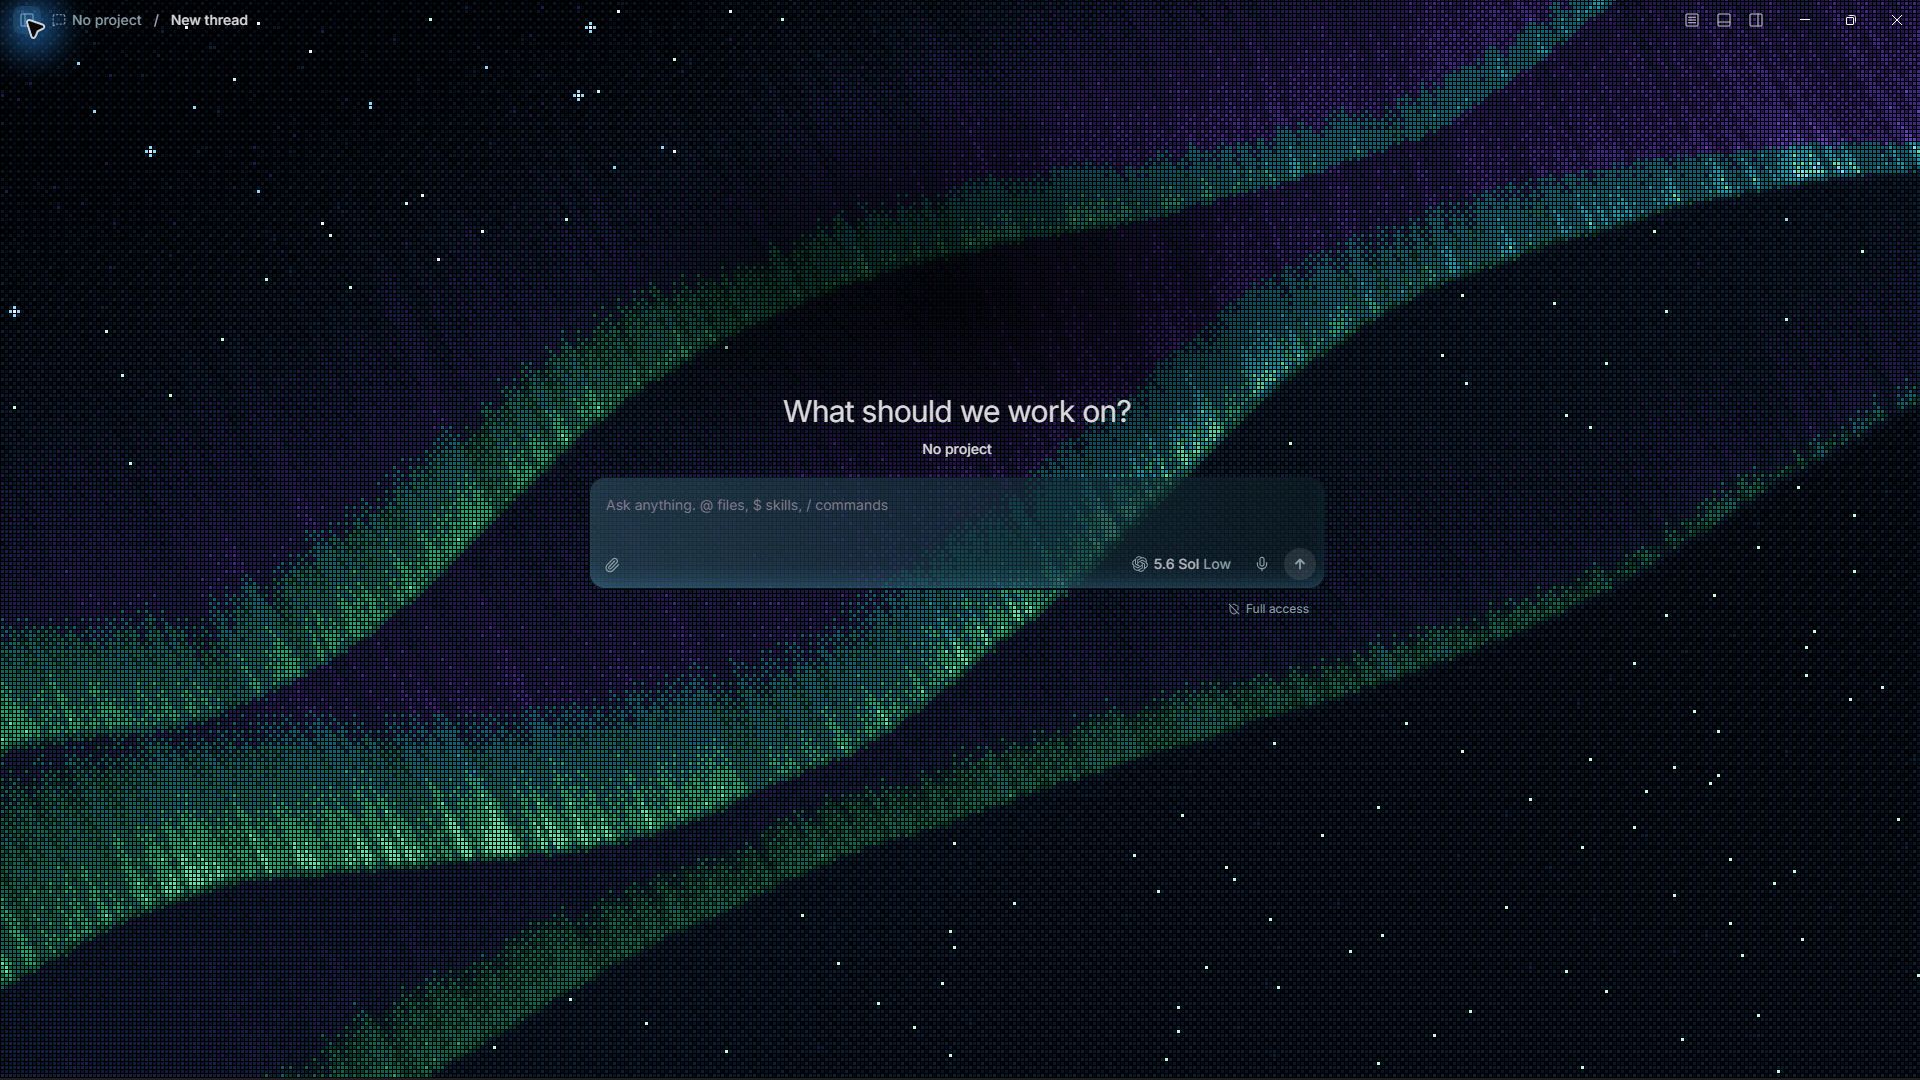 No project / New thread
What should we work on?
No project
Ask anything. @ files, $ skills, / commands
5.6 Sol Low
Full access